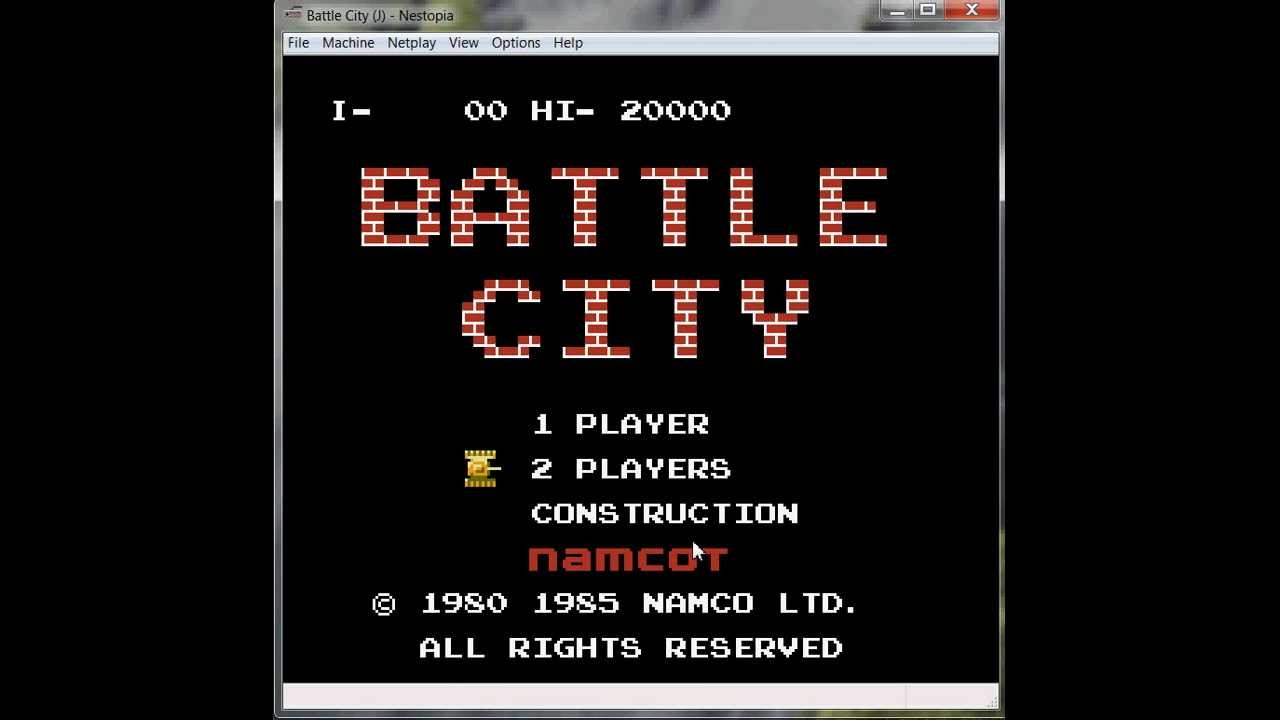 Battle City (J) - Nestopia
File Machine Netplay View Options Help
I- 00 HI- 20000
BATTLE
CITY
1 PLAYER
2 PLAYERS
CONSTRUCTION
namcoT
© 1980 1985 NAMCO LTD.
ALL RIGHTS RESERVED